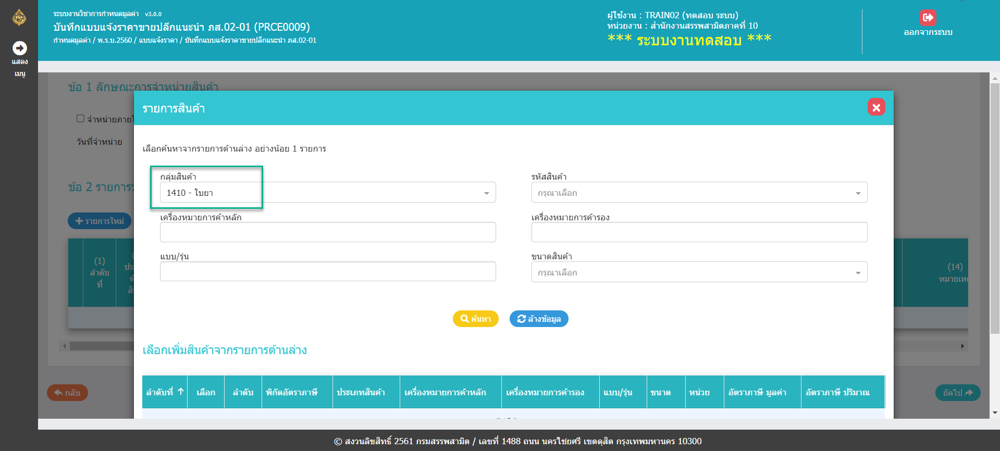 ระบบงานวิชาการกำหนดมูลค่า v3.0.0
บันทึกแบบแจ้งราคาขายปลีกแนะนำ ภส.02-01 (PRCE0009)
กำหนดมูลค่า / พ.ร.บ.2560 / แบบแจ้งราคา / บันทึกแบบแจ้งราคาขายปลีกแนะนำ ภส.02-01
ผู้ใช้งาน : TRAIN02 (ทดสอบ ระบบ)
หน่วยงาน : สำนักงานสรรพสามิตภาคที่ 10
*** ระบบงานทดสอบ ***
ออกจากระบบ
แสดง
เมนู
ข้อ 1 ลักษณะการจำหน่ายสินค้า
จำหน่ายภายใ
วันที่จำหน่าย
ข้อ 2 รายการ
รายการใหม่
(1)
ลำดับ
ที่
(14)
หมายเห
กลับ
ถัดไป
รายการสินค้า
เลือกค้นหาจากรายการด้านล่าง อย่างน้อย 1 รายการ
กลุ่มสินค้า
1410 - ใบยา
รหัสสินค้า
กรุณาเลือก
เครื่องหมายการค้าหลัก
เครื่องหมายการค้ารอง
แบบ/รุ่น
ขนาดสินค้า
กรุณาเลือก
ค้นหา
ล้างข้อมูล
เลือกเพิ่มสินค้าจากรายการด้านล่าง
ลำดับที่ เลือก ลำดับ พิกัดอัตราภาษี ประเภทสินค้า เครื่องหมายการค้าหลัก เครื่องหมายการค้ารอง แบบ/รุ่น ขนาด หน่วย อัตราภาษี มูลค่า อัตราภาษี ปริมาณ
© สงวนลิขสิทธิ์ 2561 กรมสรรพสามิต / เลขที่ 1488 ถนน นครไชยศรี เขตดุสิต กรุงเทพมหานคร 10300